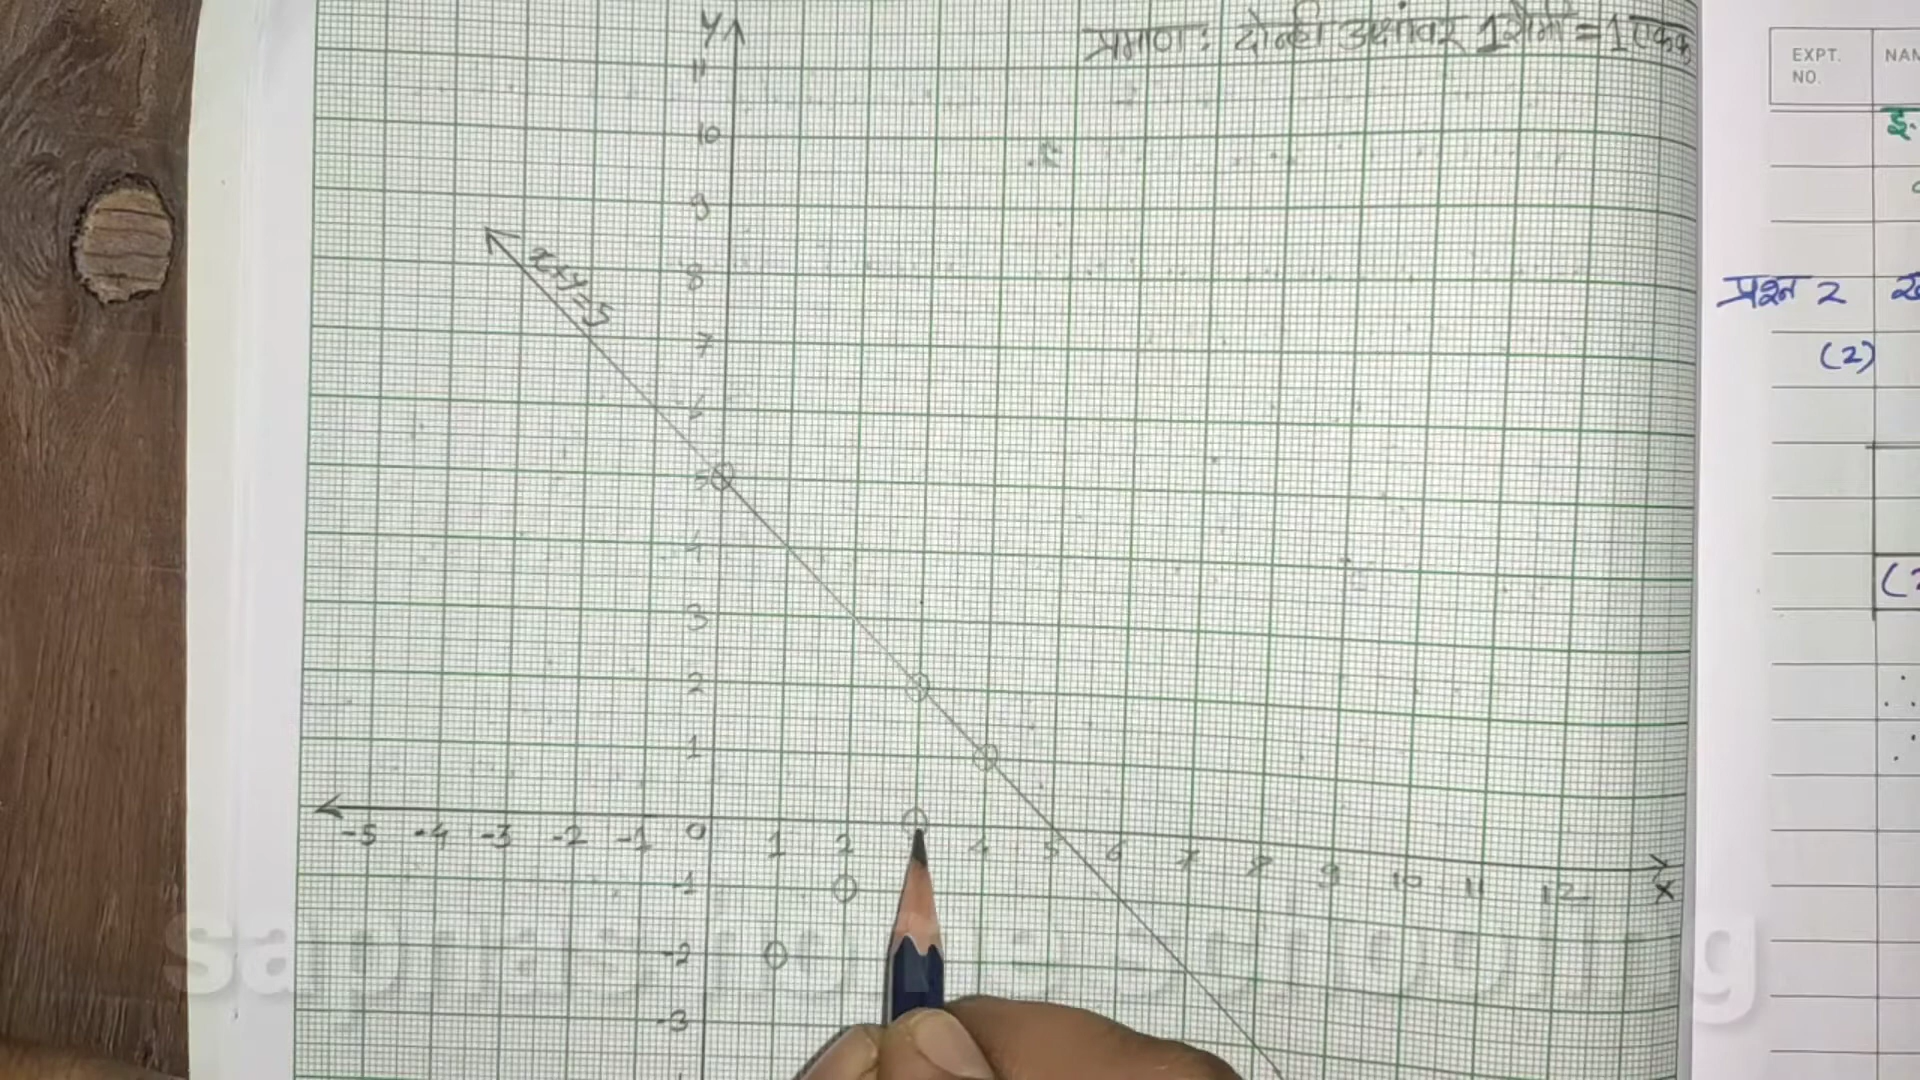 Y
प्रमाण : दोन्ही अक्षांवर 1 सेमी = 1 एकक
11
10
9
8
x+y=5
7
6
5
4
3
2
1
-5 -4 -3 -2 -1 0 1 2 4 5 6 7 8 9 10 11 12 X
-1
-2
-3
EXPT. NO.
इ.
प्रश्न 2
(2)